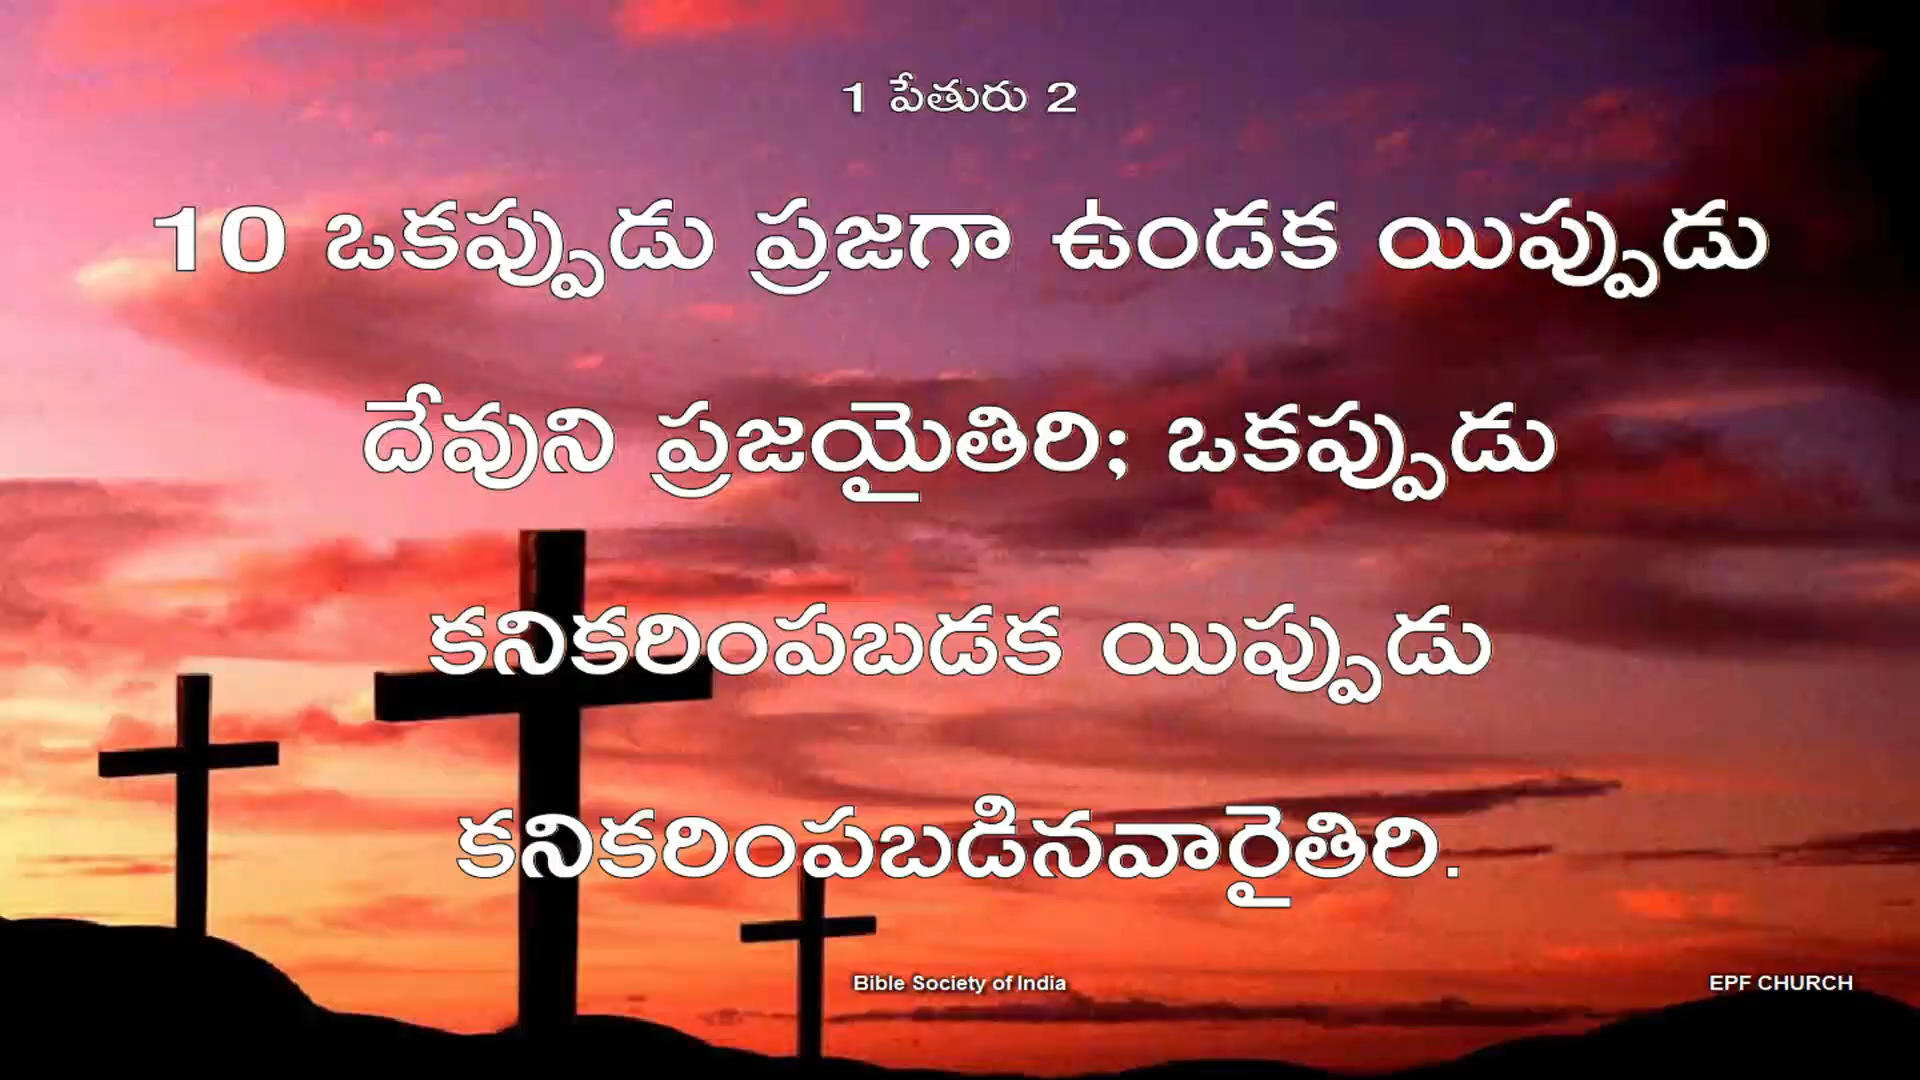 1 పేతురు 2
10 ఒకప్పుడు ప్రజగా ఉండక యిప్పుడు
దేవుని ప్రజయైతిరి; ఒకప్పుడు
కనికరింపబడక యిప్పుడు
కనికరింపబడినవారైతిరి.
Bible Society of India
EPF CHURCH